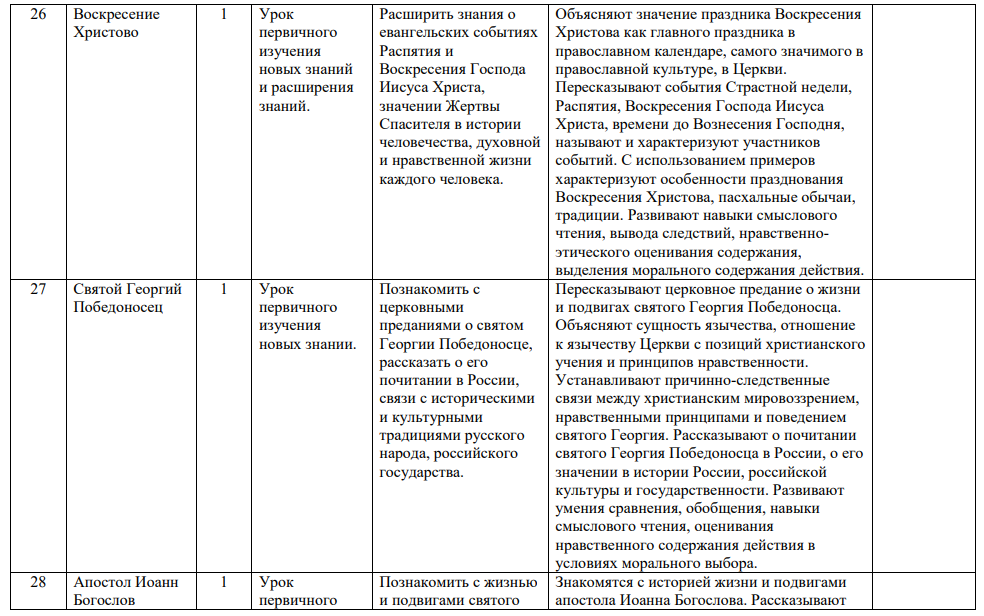 26
Воскресение
Христово
1
Урок
первичного
изучения
новых знаний
и расширения
знаний.
Расширить знания о
евангельских событиях
Распятия и
Воскресения Господа
Иисуса Христа,
значении Жертвы
Спасителя в истории
человечества, духовной
и нравственной жизни
каждого человека.
Объясняют значение праздника Воскресения
Христова как главного праздника в
православном календаре, самого значимого в
православной культуре, в Церкви.
Пересказывают события Страстной недели,
Распятия, Воскресения Господа Иисуса
Христа, времени до Вознесения Господня,
называют и характеризуют участников
событий. С использованием примеров
характеризуют особенности празднования
Воскресения Христова, пасхальные обычаи,
традиции. Развивают навыки смыслового
чтения, вывода следствий, нравственно-
этического оценивания содержания,
выделения морального содержания действия.
27
Святой Георгий
Победоносец
1
Урок
первичного
изучения
новых знании.
Познакомить с
церковными
преданиями о святом
Георгии Победоносце,
рассказать о его
почитании в России,
связи с историческими
и культурными
традициями русского
народа, российского
государства.
Пересказывают церковное предание о жизни
и подвигах святого Георгия Победоносца.
Объясняют сущность язычества, отношение
к язычеству Церкви с позиций христианского
учения и принципов нравственности.
Устанавливают причинно-следственные
связи между христианским мировоззрением,
нравственными принципами и поведением
святого Георгия. Рассказывают о почитании
святого Георгия Победоносца в России, о его
значении в истории России, российской
культуры и государственности. Развивают
умения сравнения, обобщения, навыки
смыслового чтения, оценивания
нравственного содержания действия в
условиях морального выбора.
28
Апостол Иоанн
Богослов
1
Урок
первичного
Познакомить с жизнью
и подвигами святого
Знакомятся с историей жизни и подвигами
апостола Иоанна Богослова. Рассказывают